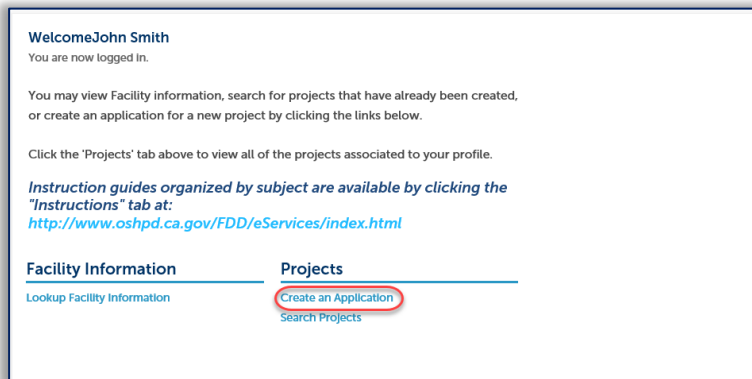 WelcomeJohn Smith
You are now logged in.
You may view Facility information, search for projects that have already been created,
or create an application for a new project by clicking the links below.
Click the 'Projects' tab above to view all of the projects associated to your profile.
Instruction guides organized by subject are available by clicking the
"Instructions" tab at:
http://www.oshpd.ca.gov/FDD/eServices/index.html
Facility Information
Lookup Facility Information
Projects
Create an Application
Search Projects